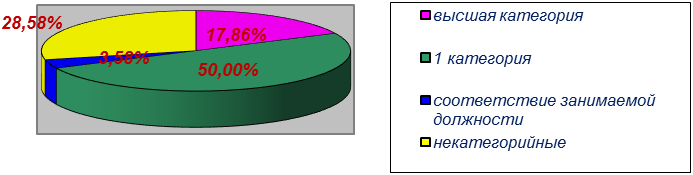 28,58%
17,86%
3,58%
50,00%
высшая категория
1 категория
соответствие занимаемой
должности
некатегорийные